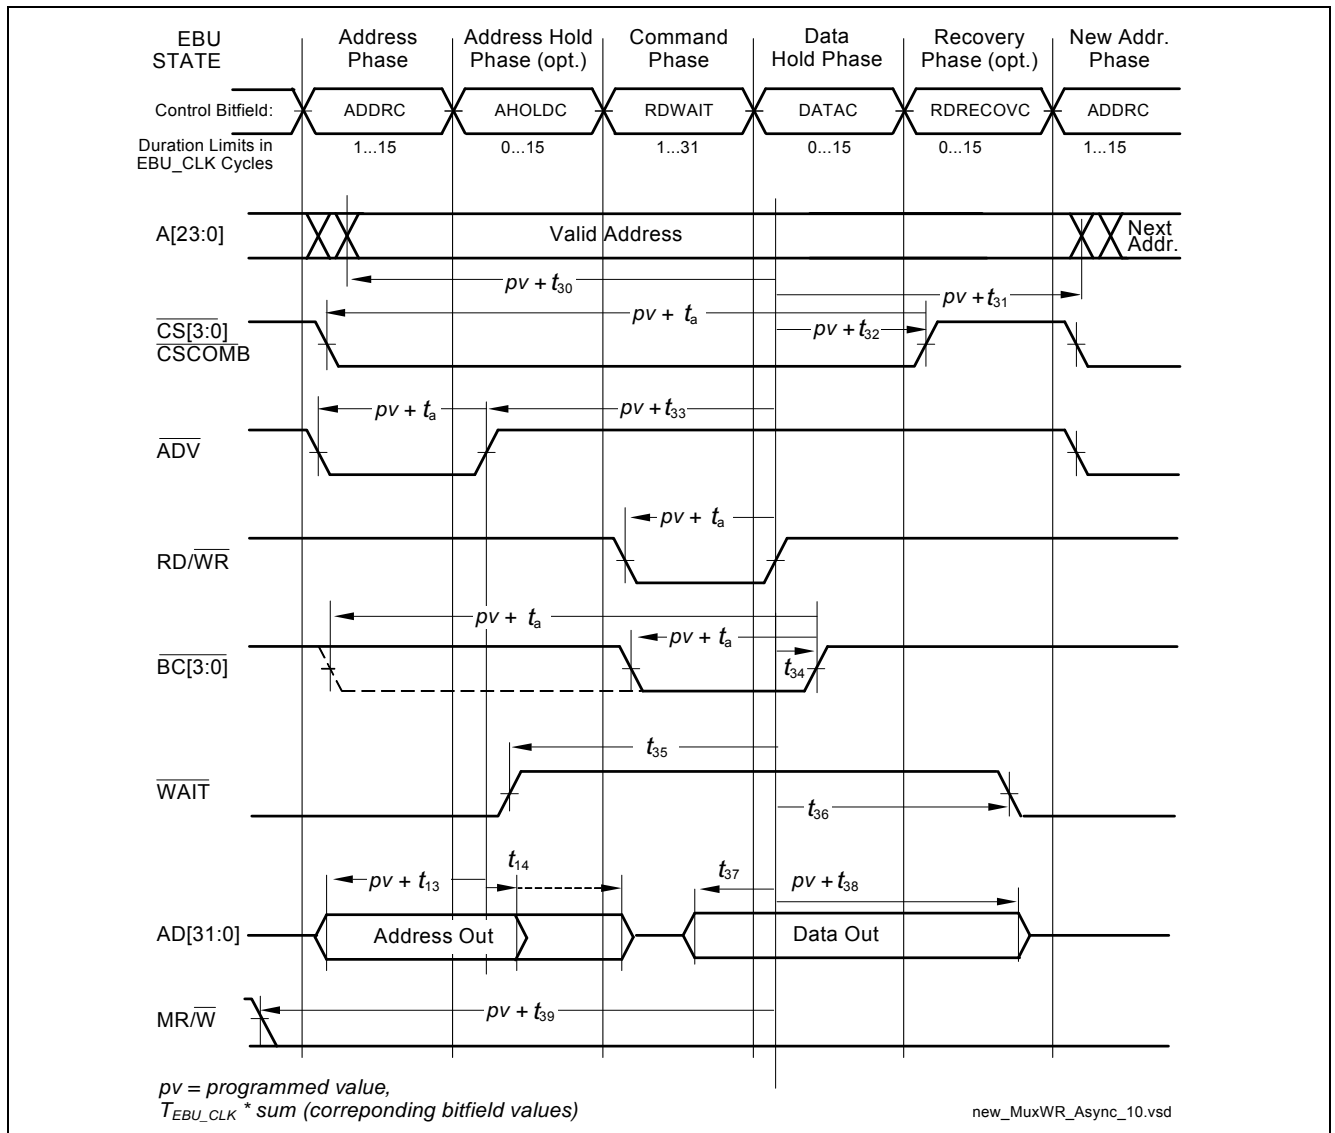 EBU STATE
Address Phase
Address Hold Phase (opt.)
Command Phase
Data Hold Phase
Recovery Phase (opt.)
New Addr. Phase
Control Bitfield: ADDRC AHOLDC RDWAIT DATAC RDRECOVC ADDRC
Duration Limits in EBU_CLK Cycles
1...15 0...15 1...31 0...15 0...15 1...15
A[23:0] Valid Address Next Addr.
pv + t30
pv + t31
pv + ta
CS[3:0]
CSCOMB
pv + t32
pv + ta
pv + t33
ADV
pv + ta
RD/WR
pv + ta
pv + ta
BC[3:0]
t34
t35
WAIT
t36
pv + t13
t14
t37
pv + t38
AD[31:0] Address Out Data Out
MR/W
pv + t39
pv = programmed value,
TEBU_CLK * sum (correponding bitfield values)
new_MuxWR_Async_10.vsd